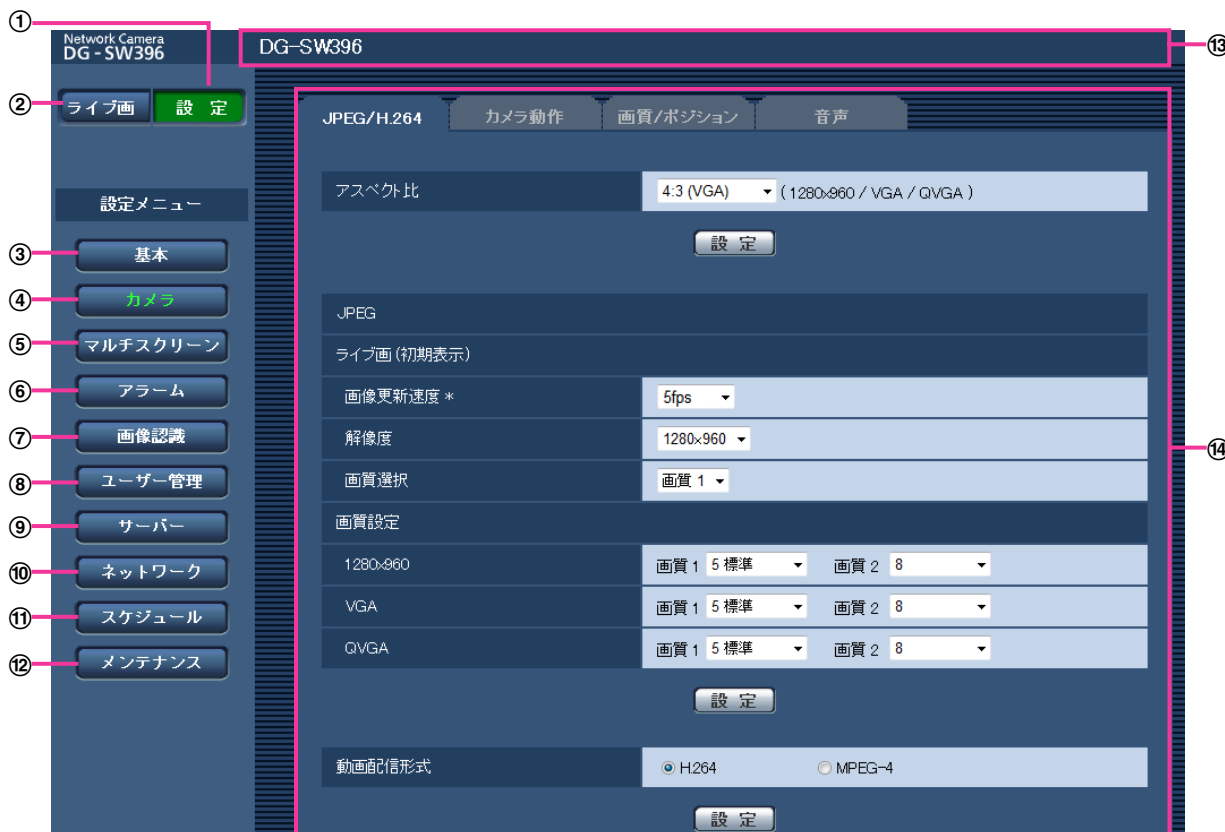 ①
Network Camera
DG-SW396
DG-SW396
⑬
② ライブ画 設 定
JPEG/H.264 カメラ動作 画質/ポジション 音声
アスペクト比 4:3 (VGA) (1280x960 / VGA / QVGA)
設 定
設定メニュー
③ 基本
④ カメラ
⑤ マルチスクリーン
⑥ アラーム
⑦ 画像認識
⑧ ユーザー管理
⑨ サーバー
⑩ ネットワーク
⑪ スケジュール
⑫ メンテナンス
JPEG
ライブ画(初期表示)
画像更新速度* 5fps
解像度 1280x960
⑭
画質選択 画質 1
画質設定
1280x960 画質 1 5 標準 画質 2 8
VGA 画質 1 5 標準 画質 2 8
QVGA 画質 1 5 標準 画質 2 8
設 定
動画配信形式 H.264 MPEG-4
設 定